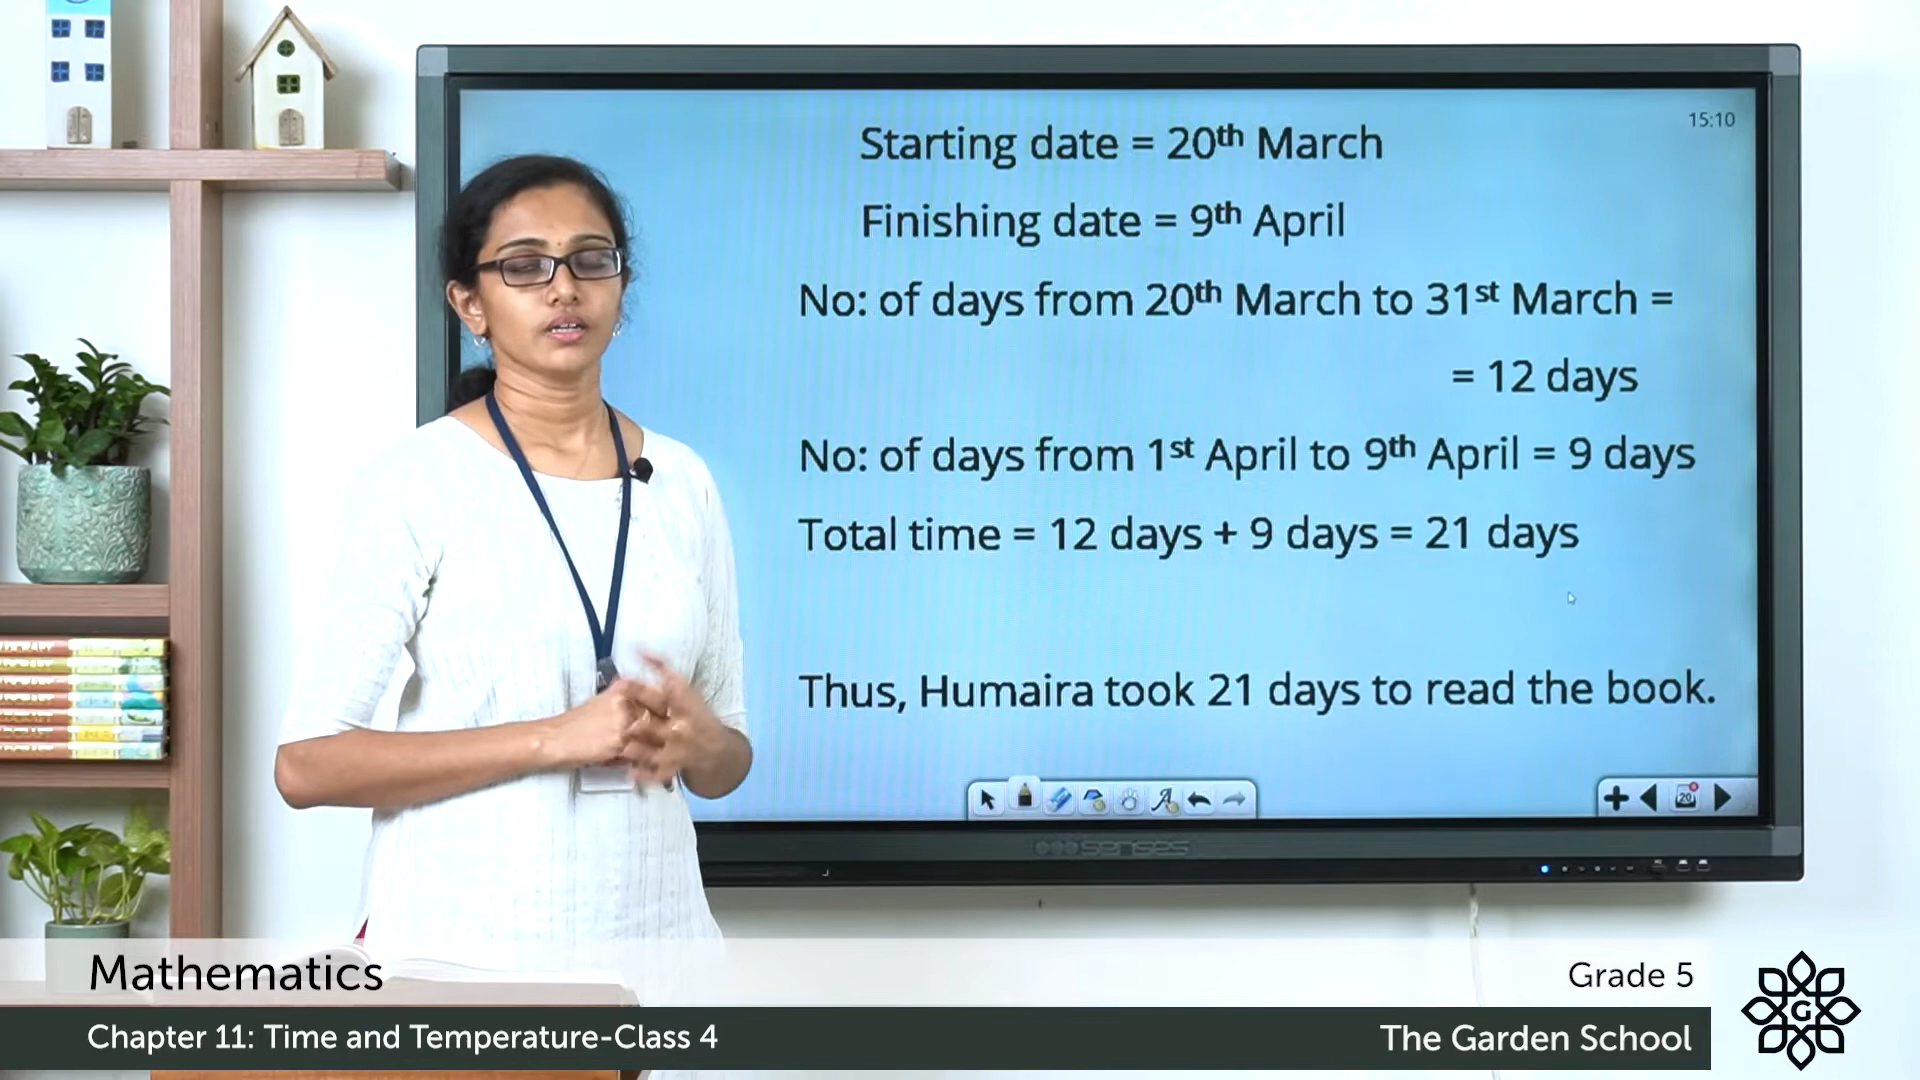 15:10
Starting date = 20th March
Finishing date = 9th April
No: of days from 20th March to 31st March =
= 12 days
No: of days from 1st April to 9th April = 9 days
Total time = 12 days + 9 days = 21 days
Thus, Humaira took 21 days to read the book.
20
senses
Mathematics
Grade 5
Chapter 11: Time and Temperature-Class 4
The Garden School
G